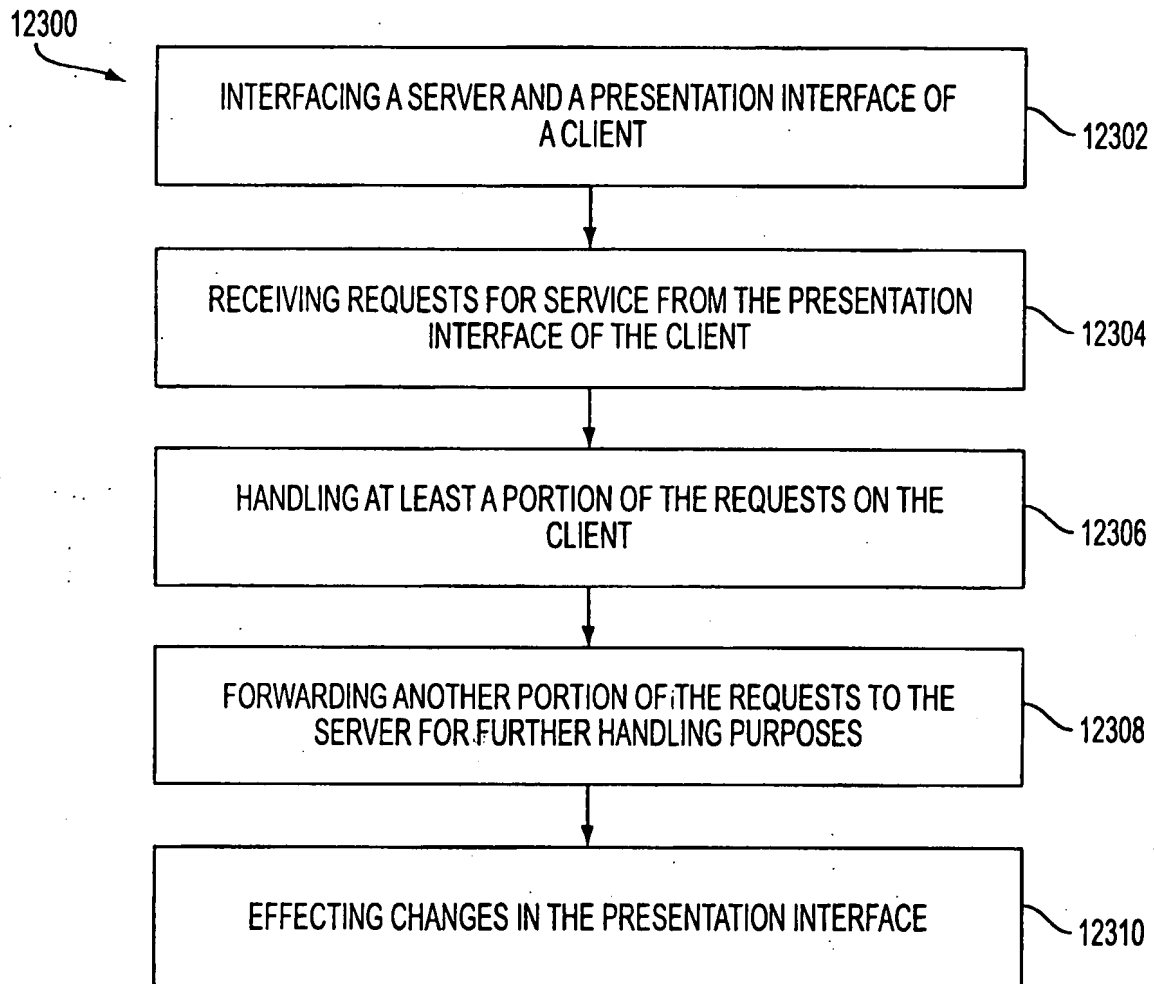 12300
INTERFACING A SERVER AND A PRESENTATION INTERFACE OF
A CLIENT
12302
RECEIVING REQUESTS FOR SERVICE FROM THE PRESENTATION
INTERFACE OF THE CLIENT
12304
HANDLING AT LEAST A PORTION OF THE REQUESTS ON THE
CLIENT
12306
FORWARDING ANOTHER PORTION OF THE REQUESTS TO THE
SERVER FOR FURTHER HANDLING PURPOSES
12308
EFFECTING CHANGES IN THE PRESENTATION INTERFACE
12310